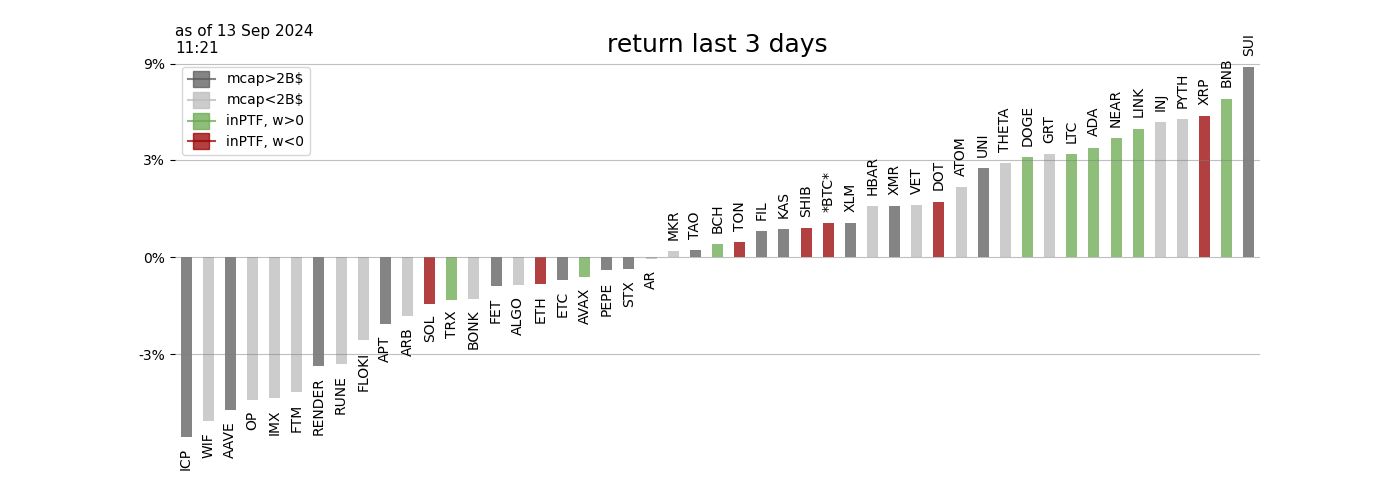 as of 13 Sep 2024
11:21
return last 3 days
9%
3%
0%
-3%
mcap>2B$
mcap<2B$
inPTF, w>0
inPTF, w<0
ICP
WIF
AAVE
OP
IMX
FTM
RENDER
RUNE
FLOKI
APT
ARB
SOL
TRX
BONK
FET
ALGO
ETH
ETC
AVAX
PEPE
STX
AR
MKR
TAO
BCH
TON
FIL
KAS
SHIB
*BTC*
XLM
HBAR
XMR
VET
DOT
ATOM
UNI
THETA
DOGE
GRT
LTC
ADA
NEAR
LINK
INJ
PYTH
XRP
BNB
SUI